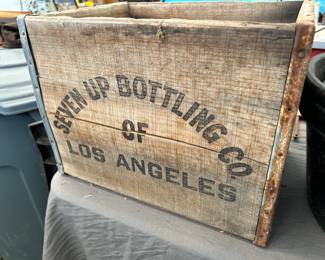 SEVEN UP BOTTLING CO.
OF
LOS ANGELES